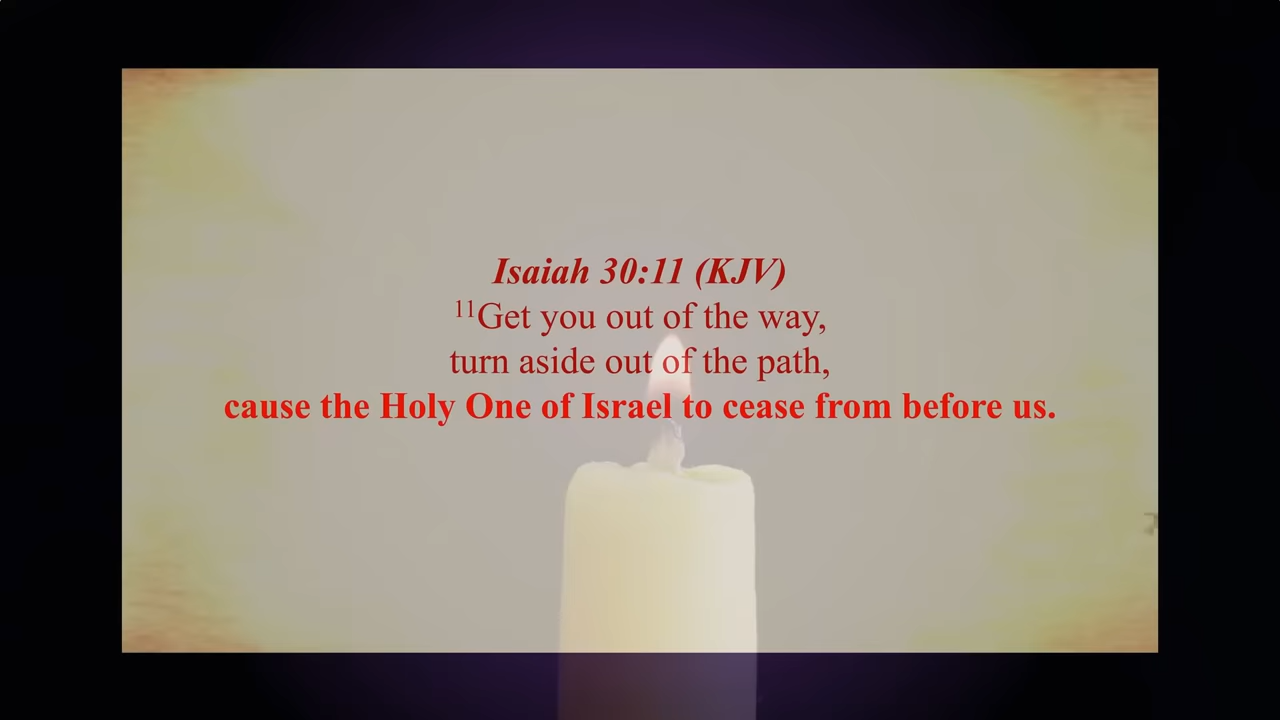 Isaiah 30:11 (KJV)
¹¹Get you out of the way,
turn aside out of the path,
cause the Holy One of Israel to cease from before us.